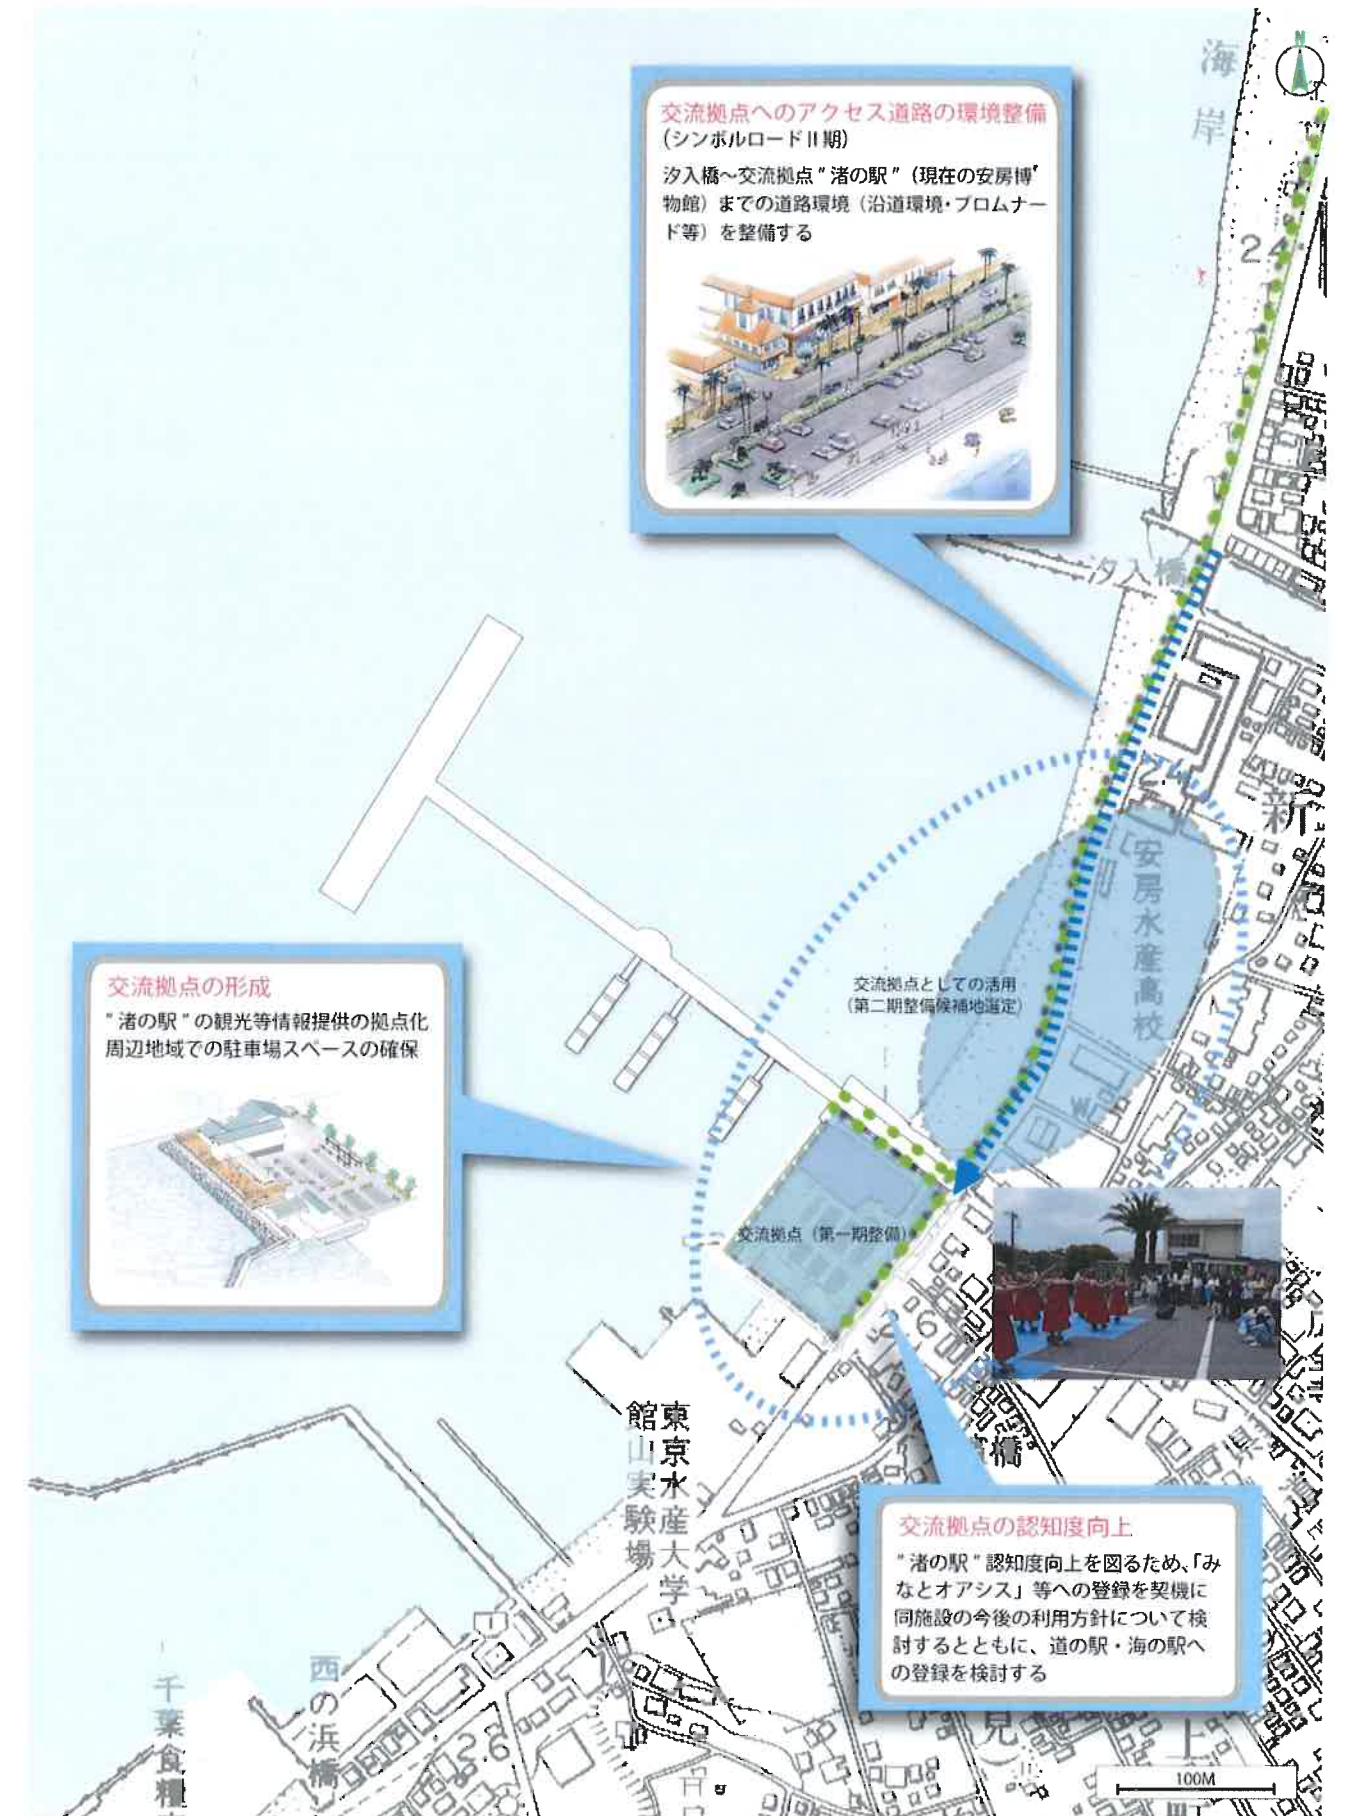 海岸
N
交流拠点へのアクセス道路の環境整備
(シンボルロードⅡ期)
汐入橋～交流拠点"渚の駅"(現在の安房博
物館)までの道路環境(沿道環境・プロムナー
ド等)を整備する
24
汐入橋
新
安房水産高校
交流拠点としての活用
(第二期整備候補地選定)
交流拠点の形成
"渚の駅"の観光等情報提供の拠点化
周辺地域での駐車場スペースの確保
交流拠点(第一期整備)
6
東京水産大学
館山実験場
橋
県道
交流拠点の認知度向上
"渚の駅"認知度向上を図るため、「み
なとオアシス」等への登録を契機に
同施設の今後の利用方針について検
討するとともに、道の駅・海の駅へ
の登録を検討する
西の浜橋
千葉食糧
2.6
見
上
100M